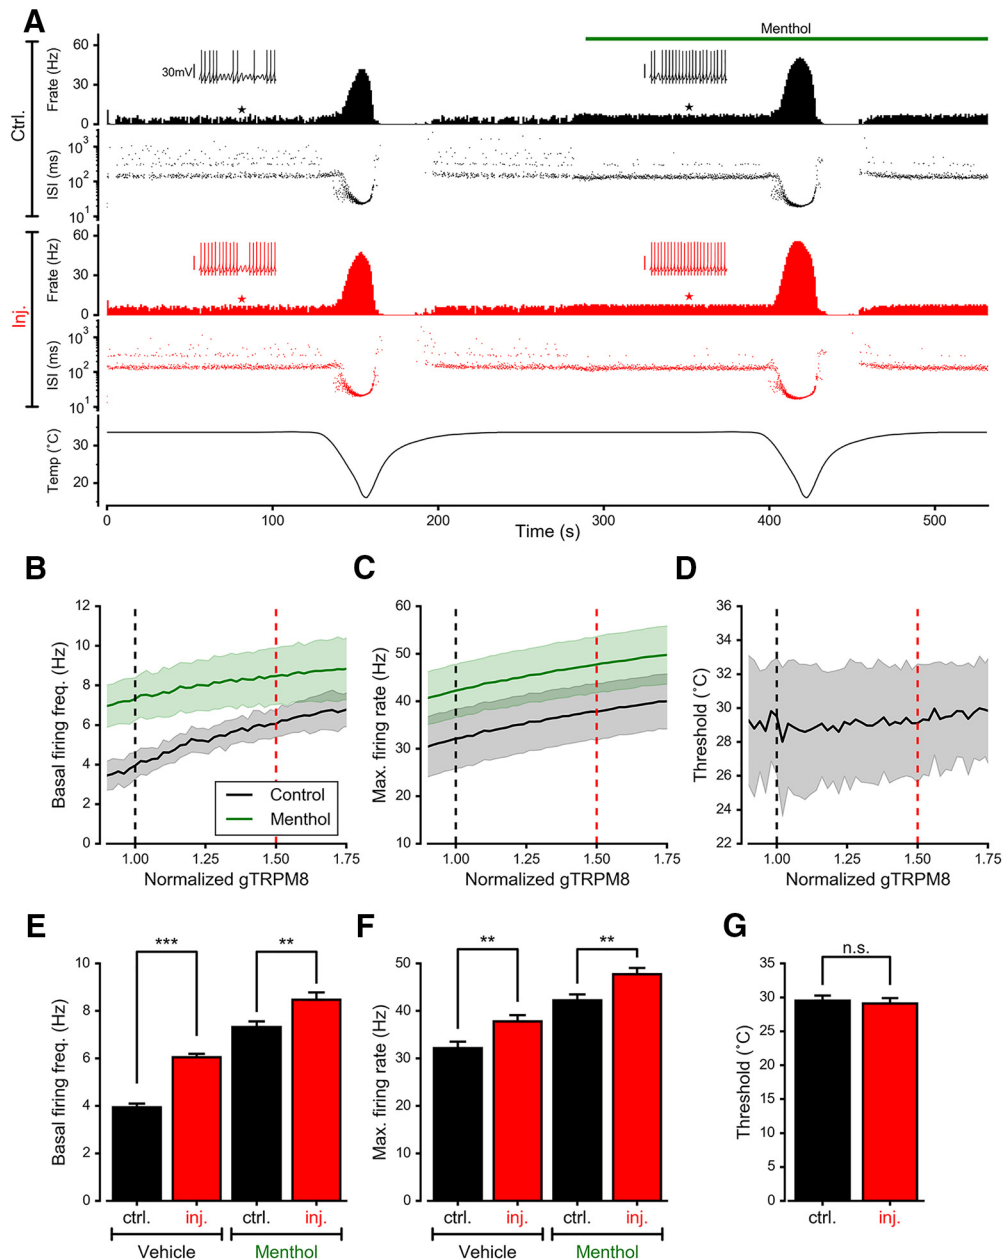 A
Menthol
Ctrl.
Frate (Hz)
60
30
0
30mV
★
★
ISI (ms)
10³
10²
10¹
Inj.
Frate (Hz)
60
30
0
★
★
ISI (ms)
10³
10²
10¹
Temp (˚C)
30
20
0
100
200
300
400
500
Time (s)
B
Basal firing freq. (Hz)
12
10
8
6
4
2
0
Control
Menthol
1.00
1.25
1.50
1.75
Normalized gTRPM8
C
Max. firing rate (Hz)
60
50
40
30
20
10
1.00
1.25
1.50
1.75
Normalized gTRPM8
D
Threshold (˚C)
36
34
32
30
28
26
24
22
1.00
1.25
1.50
1.75
Normalized gTRPM8
E
Basal firing freq. (Hz)
10
8
6
4
2
0
***
**
ctrl.
inj.
ctrl.
inj.
Vehicle
Menthol
F
Max. firing rate (Hz)
50
40
30
20
10
0
**
**
ctrl.
inj.
ctrl.
inj.
Vehicle
Menthol
G
Threshold (˚C)
35
30
25
20
15
10
5
0
n.s.
ctrl.
inj.